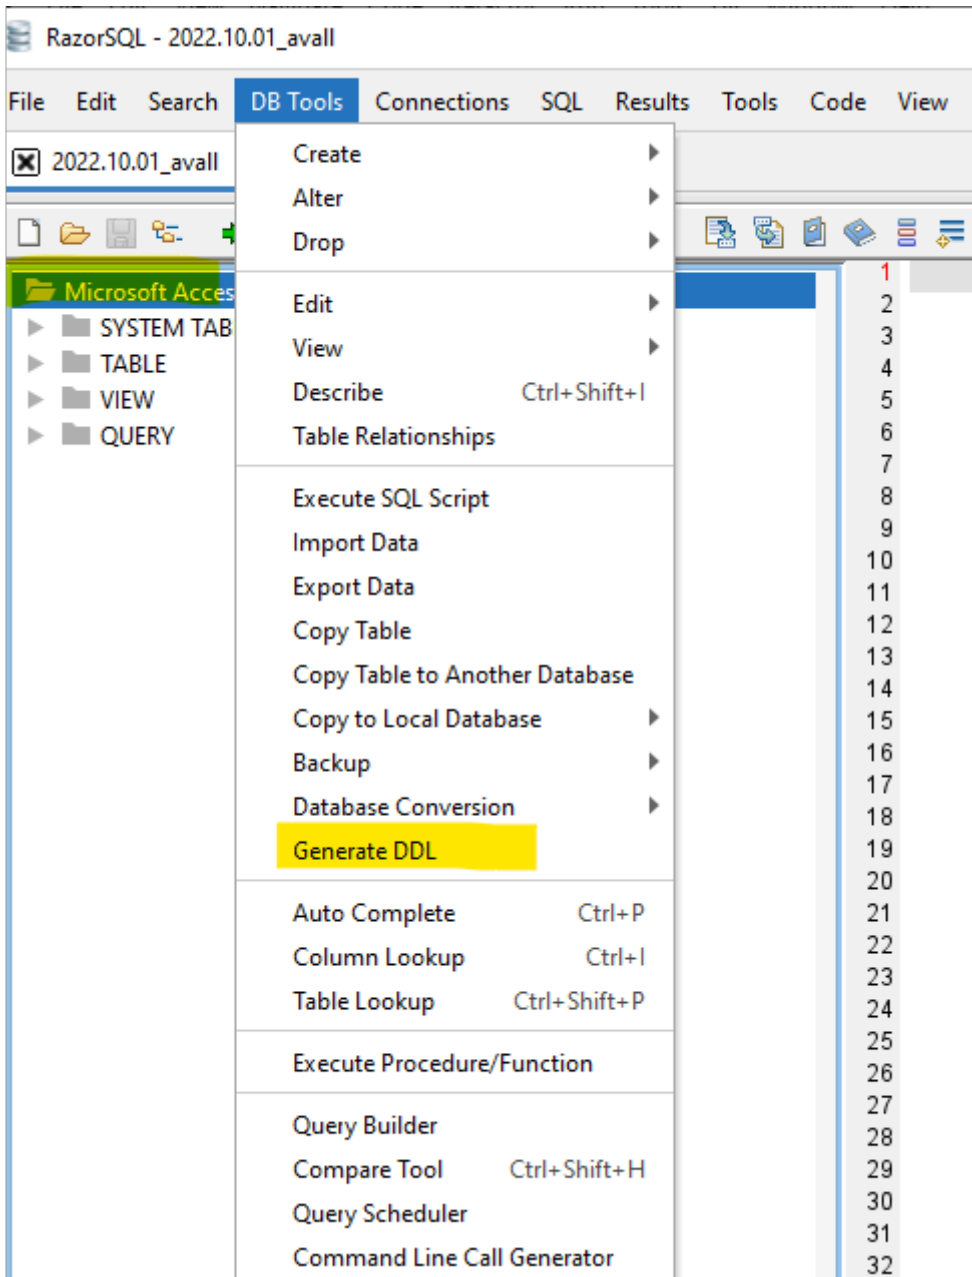 RazorSQL - 2022.10.01_avall
File Edit Search DB Tools Connections SQL Results Tools Code View
2022.10.01_avall
Microsoft Acces
SYSTEM TAB
TABLE
VIEW
QUERY
Create
Alter
Drop
Edit
View
Describe Ctrl+Shift+I
Table Relationships
Execute SQL Script
Import Data
Export Data
Copy Table
Copy Table to Another Database
Copy to Local Database
Backup
Database Conversion
Generate DDL
Auto Complete Ctrl+P
Column Lookup Ctrl+I
Table Lookup Ctrl+Shift+P
Execute Procedure/Function
Query Builder
Compare Tool Ctrl+Shift+H
Query Scheduler
Command Line Call Generator
1
2
3
4
5
6
7
8
9
10
11
12
13
14
15
16
17
18
19
20
21
22
23
24
25
26
27
28
29
30
31
32